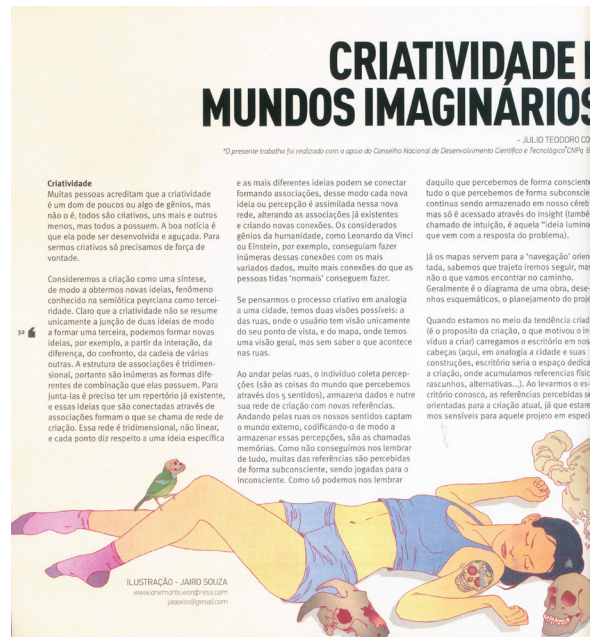 CRIATIVIDADE
MUNDOS IMAGINÁRIOS
- JULIO TEODORO
*O presente trabalho foi realizado com o apoio do Conselho Nacional de Desenvolvimento Científico e Tecnológico "CNPq
Criatividade
Muitas pessoas acreditam que a criatividade
é um dom de poucos ou algo de gênios, mas
não o é, todos são criativos, uns mais e outros
menos, mas todos a possuem. A boa notícia é
que ela pode ser desenvolvida e aguçada. Para
sermos criativos só precisamos de força de
vontade.
Consideremos a criação como uma síntese,
de modo a obtermos novas ideias, fenômeno
conhecido na semiótica peyrciana como tercei-
ridade. Claro que a criatividade não se resume
unicamente a junção de duas ideias de modo
a formar uma terceira, podemos formar novas
ideias, por exemplo, a partir da interação, da
diferença, do confronto, da cadeia de várias
outras. A estrutura de associações é tridimen-
sional, portanto são inúmeras as formas dife-
rentes de combinação que elas possuem. Para
junta-las é preciso ter um repertório já existente,
e essas ideias que são conectadas através de
associações formam o que se chama de rede de
criação. Essa rede é tridimensional, não linear,
e cada ponto diz respeito a uma ideia específica
32
e as mais diferentes ideias podem se conectar
formando associações, desse modo cada nova
ideia ou percepção é assimilada nessa nova
rede, alterando as associações já existentes
e criando novas conexões. Os considerados
gênios da humanidade, como Leonardo da Vinci
ou Einstein, por exemplo, conseguiam fazer
inúmeras dessas conexões com os mais
variados dados, muito mais conexões do que as
pessoas tidas 'normais' conseguem fazer.
Se pensarmos o processo criativo em analogia
a uma cidade, temos duas visões possíveis: a
das ruas, onde o usuário tem visão unicamente
do seu ponto de vista, e do mapa, onde temos
uma visão geral, mas sem saber o que acontece
nas ruas.
Ao andar pelas ruas, o indivíduo coleta percep-
ções (são as coisas do mundo que percebemos
através dos 5 sentidos), armazena dados e nutre
sua rede de criação com novas referências.
Andando pelas ruas os nossos sentidos captam
o mundo externo, codificando-o de modo a
armazenar essas percepções, são as chamadas
memórias. Como não conseguimos nos lembrar
de tudo, muitas das referências são percebidas
de forma subconsciente, sendo jogadas para o
inconsciente. Como só podemos nos lembrar
daquilo que percebemos de forma consciente
tudo o que percebemos de forma subconscie
continua sendo armazenado em nosso céreb
mas só é acessado através do insight (també
chamado de intuição, é aquela "ideia lumino
que vem com a resposta do problema).
Já os mapas servem para a 'navegação' orien
tada, sabemos que trajeto iremos seguir, mas
não o que vamos encontrar no caminho.
Geralmente é o diagrama de uma obra, dese-
nhos esquemáticos, o planejamento do proje
Quando estamos no meio da tendência criad
(é o proposito da criação, o que motivou o in
víduo a criar) carregamos o escritório em nos
cabeças (aqui, em analogia a cidade e suas
construções, escritório seria o espaço dedica
a criação, onde acumulamos referencias físic
rascunhos, alternativas...). Ao levarmos o es-
critório conosco, as referências percebidas se
orientadas para a criação atual, já que estare
mos sensíveis para aquele projeto em especí
ILUSTRAÇÃO - JAIRO SOUZA
www.anemarts.wordpress.com
jaaairo@gmail.com